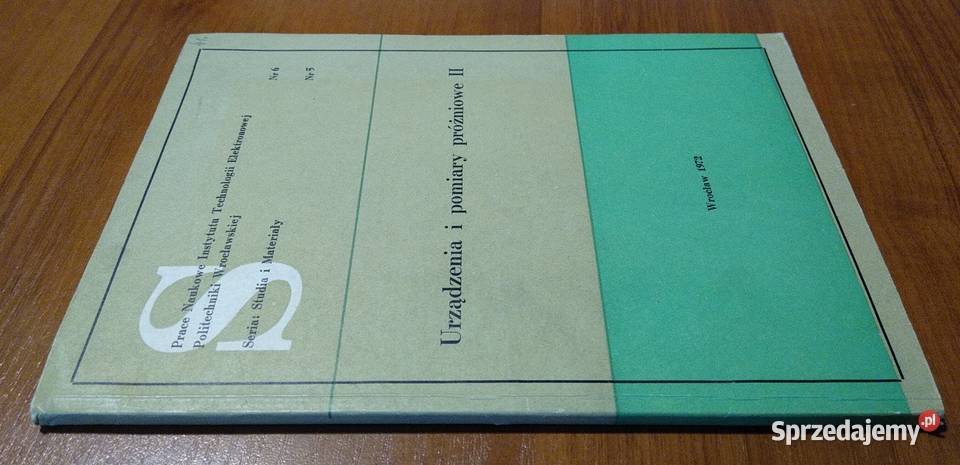 Prace Naukowe Instytutu Technologii Elektronowej
Politechniki Wrocławskiej
Nr 6
Seria: Studia i Materiały
Nr 5
S
Urządzenia i pomiary próżniowe II
Wrocław 1972
Sprzedajemy.pl